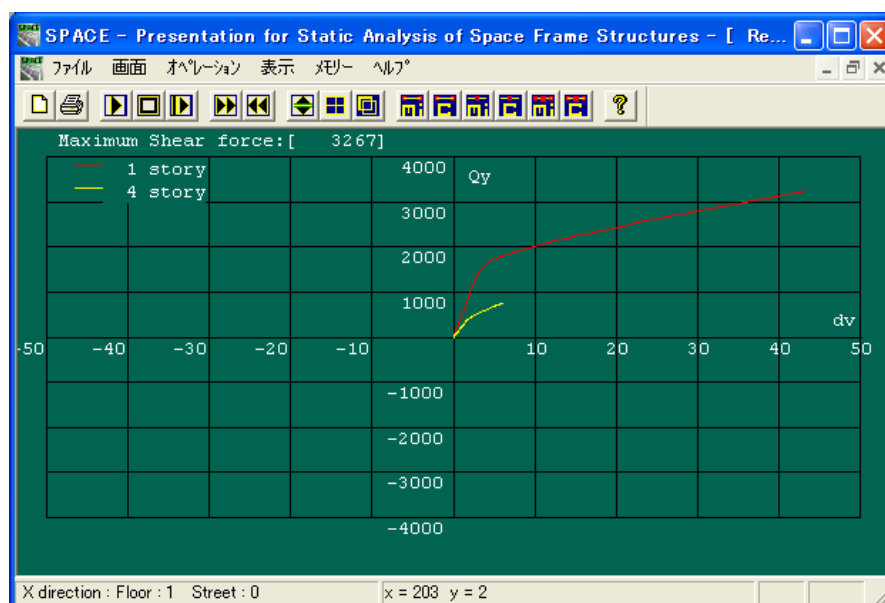 SPACE - Presentation for Static Analysis of Space Frame Structures - [ Re...
ファイル 画面 オペレーション 表示 メモリー ヘルプ
Maximum Shear force:[ 3267]
1 story
4 story
4000 Qy
3000
2000
1000
dv
-50 -40 -30 -20 -10 10 20 30 40 50
-1000
-2000
-3000
-4000
X direction : Floor : 1 Street : 0 x = 203 y = 2